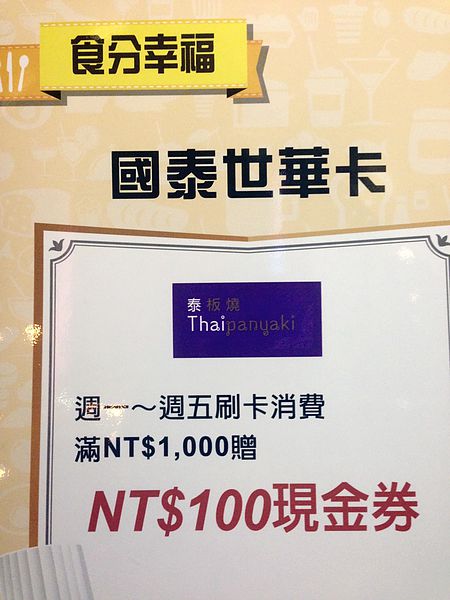 食分幸福
國泰世華卡
泰板燒
Thaipanyaki
週一～週五刷卡消費
滿NT$1,000贈
NT$100現金券